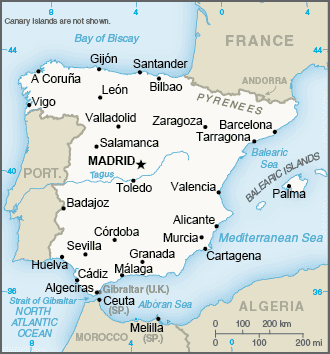 Canary Islands are not shown.
8
4
0
4
44
44
Bay of Biscay
FRANCE
Gijón
Santander
A Coruña
Bilbao
ANDORRA
León
PYRENEES
Vigo
Valladolid
Zaragoza
Barcelona
Salamanca
Tarragona
Balearic
Sea
MADRID
PORT.
Tagus
BALEARIC ISLANDS
40
Toledo
Valencia
Palma
Badajoz
Alicante
Córdoba
Murcia
Mediterranean Sea
Sevilla
Huelva
Granada
Cartagena
Cádiz
Málaga
36
36
Algeciras
Gibraltar (U.K.)
Strait of Gibraltar
Ceuta
(SP.)
Alboran Sea
ALGERIA
NORTH
ATLANTIC
OCEAN
Melilla
(SP.)
MOROCCO
0 100 200 km
0 100 200 mi